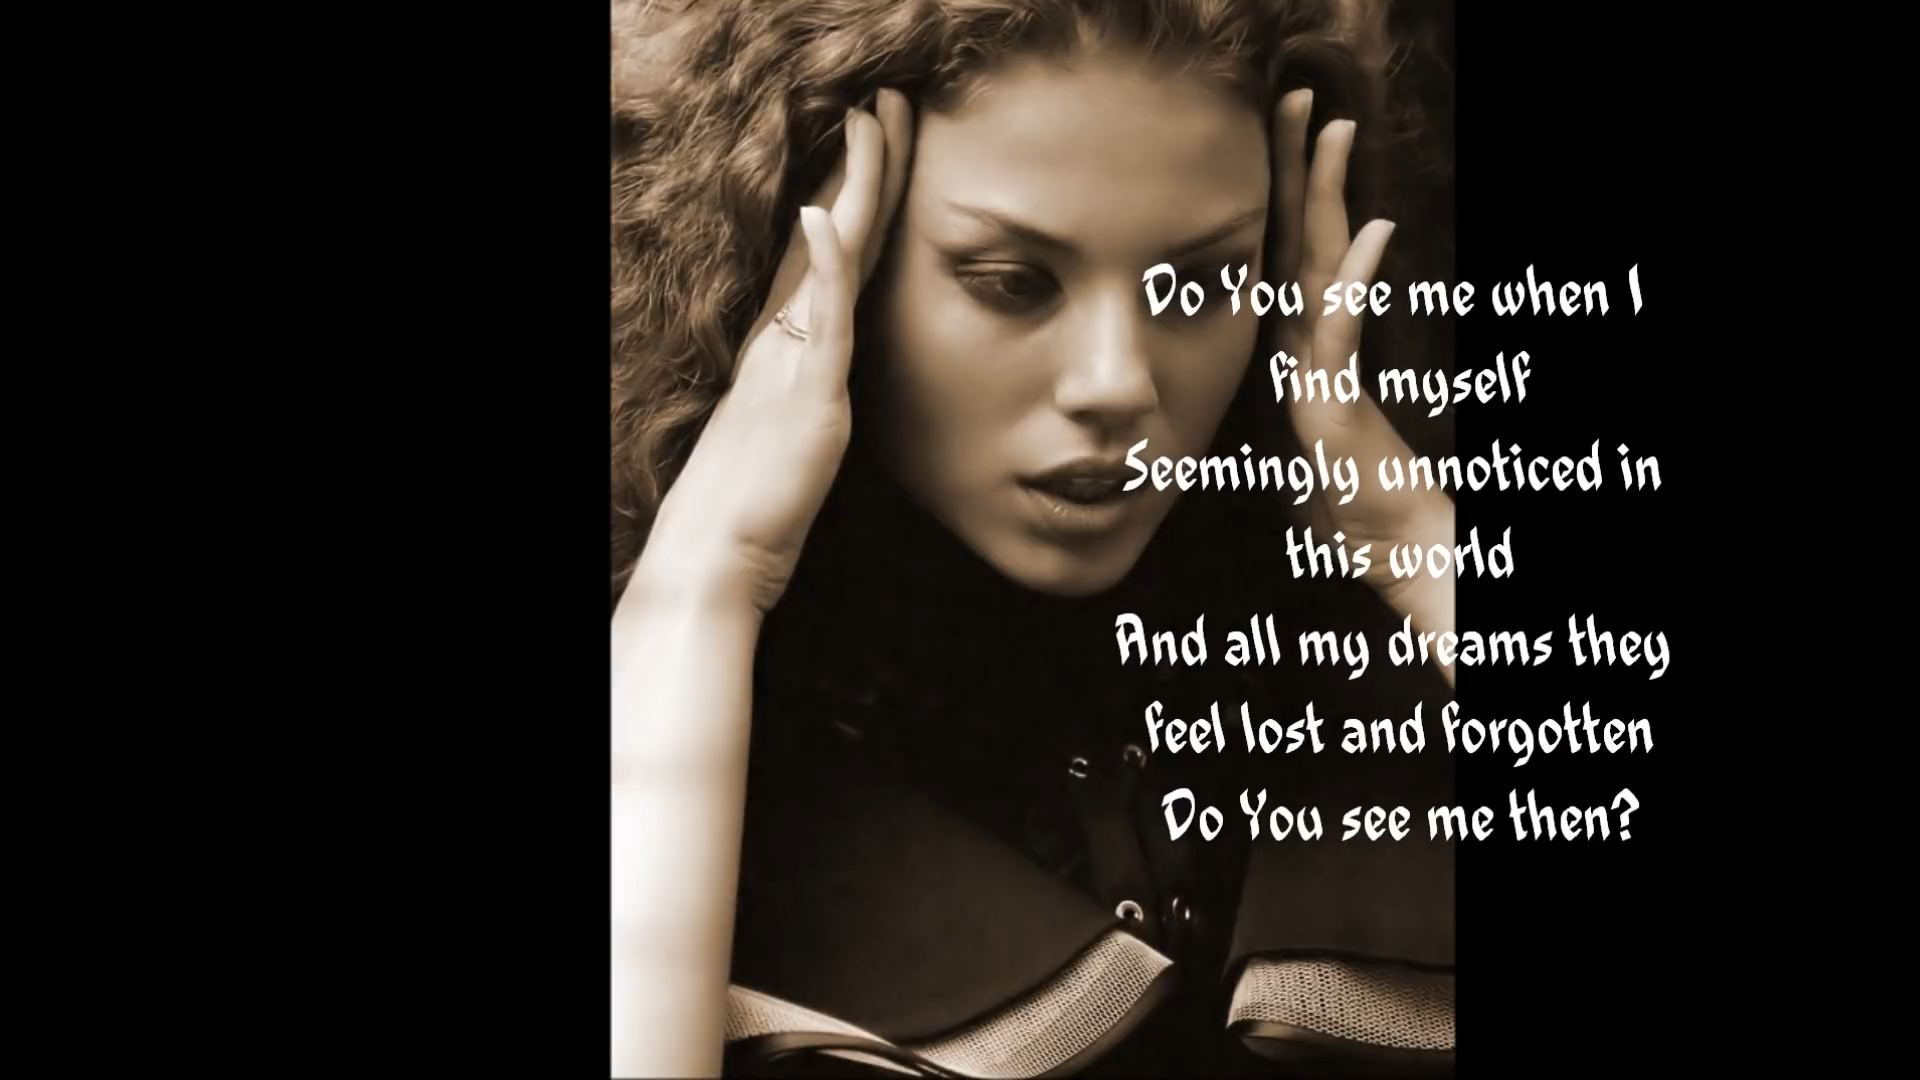 Do You see me when I
find myself
Seemingly unnoticed in
this world
And all my dreams they
feel lost and forgotten
Do You see me then?